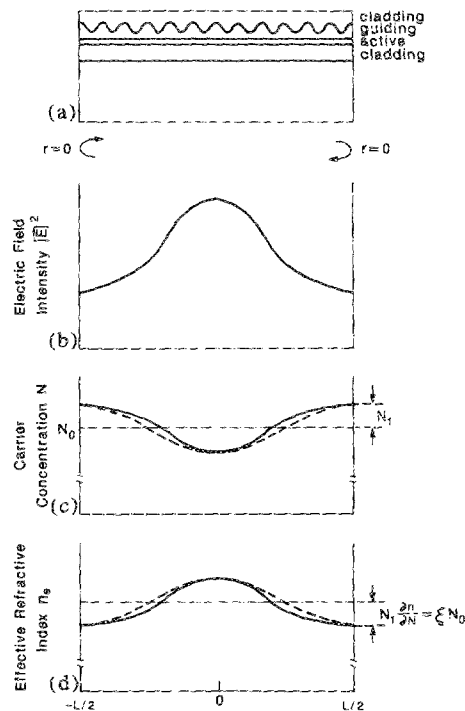 cladding
guiding
active
cladding
(a)
r=0
r=0
Electric Field
Intensity |E|²
(b)
Carrier
Concentration N
N₀
N₁
(c)
Effective Refractive
Index nₑ
N₁ ∂n/∂N = ξ N₀
(d)
-L/2
0
L/2